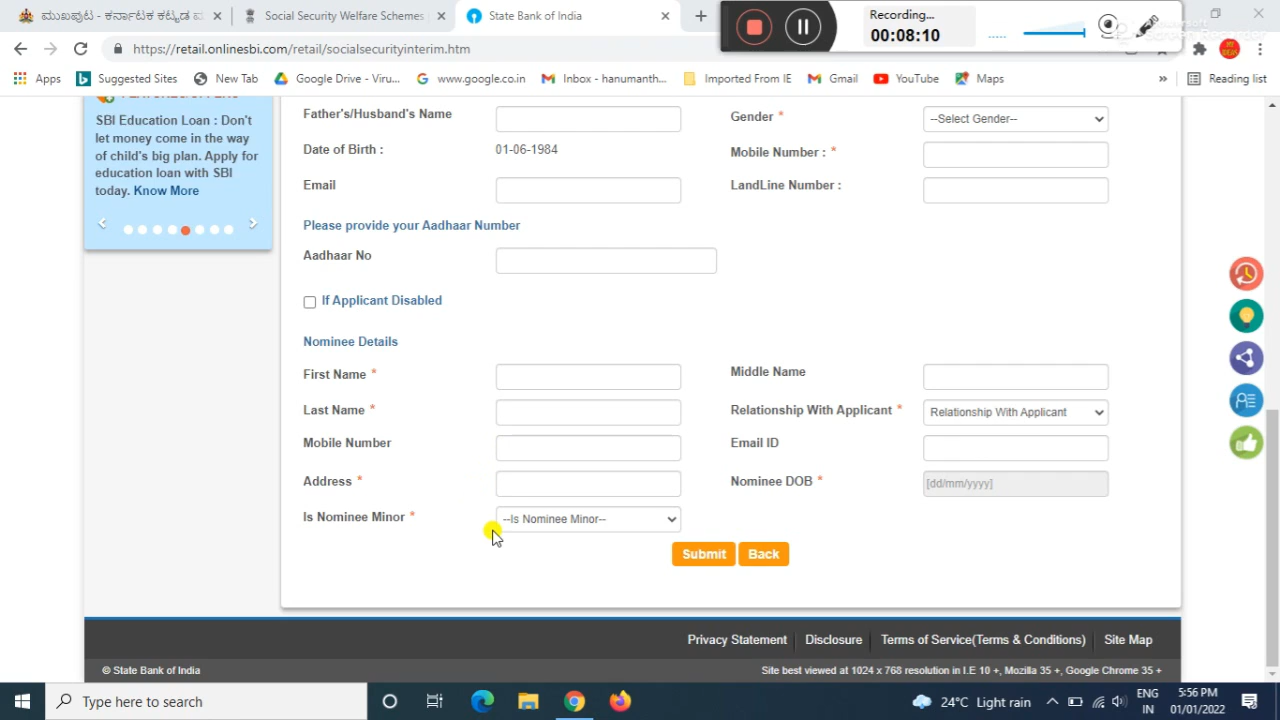 ಮುಖಪುಟ - ಕರ್ನಾಟಕ ಕಟ್ಟಡ ಮ
Social Security Welfare Schemes
State Bank of India
Recording...
00:08:10
https://retail.onlinesbi.com/retail/socialsecurityinterim.htm
Apps
Suggested Sites
New Tab
Google Drive - Viru...
www.google.co.in
Inbox - hanumanth...
Imported From IE
Gmail
YouTube
Maps
»
Reading list
SBI Education Loan : Don't
let money come in the way
of child's big plan. Apply for
education loan with SBI
today. Know More
Father's/Husband's Name
Gender *
--Select Gender--
Date of Birth :
01-06-1984
Mobile Number : *
Email
LandLine Number :
Please provide your Aadhaar Number
Aadhaar No
If Applicant Disabled
Nominee Details
First Name *
Middle Name
Last Name *
Relationship With Applicant *
Relationship With Applicant
Mobile Number
Email ID
Address *
Nominee DOB *
[dd/mm/yyyy]
Is Nominee Minor *
--Is Nominee Minor--
Submit
Back
Privacy Statement
Disclosure
Terms of Service(Terms & Conditions)
Site Map
© State Bank of India
Site best viewed at 1024 x 768 resolution in I.E 10 +, Mozilla 35 +, Google Chrome 35 +
Type here to search
24°C Light rain
ENG
IN
5:56 PM
01/01/2022